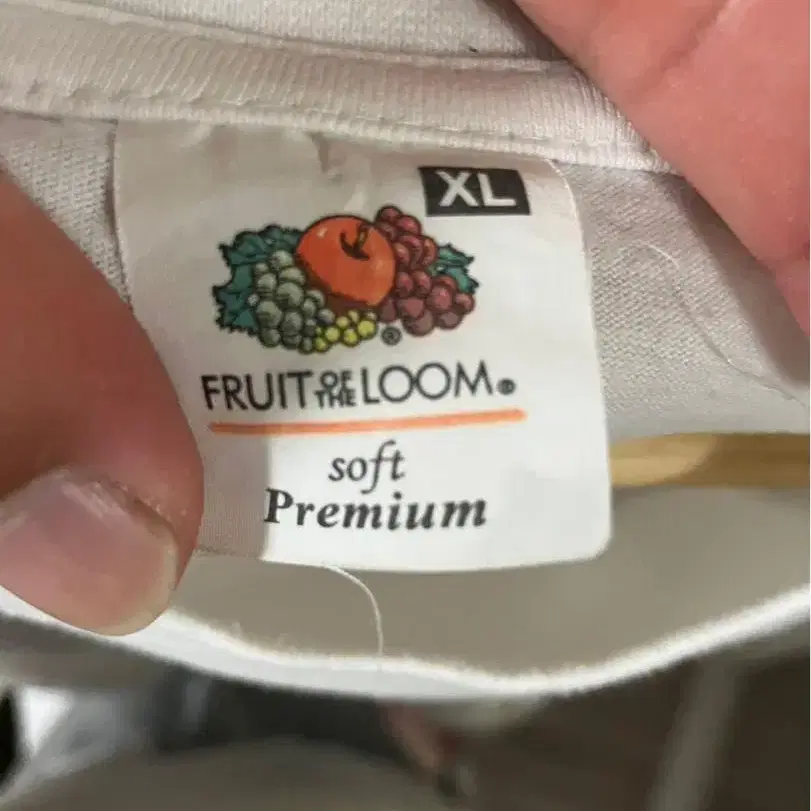 XL
®
FRUIT OF THE LOOM®
soft
Premium